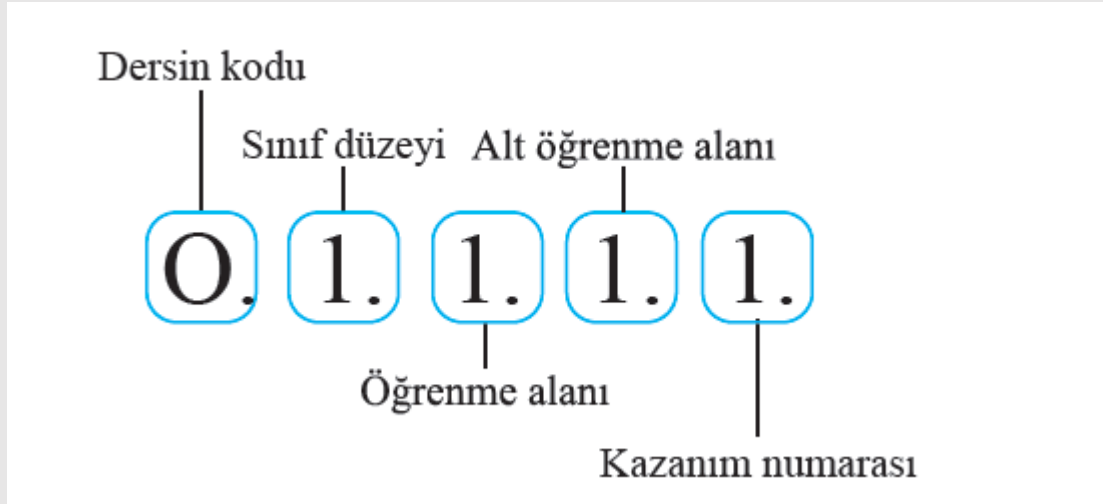 Dersin kodu
Sınıf düzeyi Alt öğrenme alanı
O. 1. 1. 1. 1.
Öğrenme alanı
Kazanım numarası